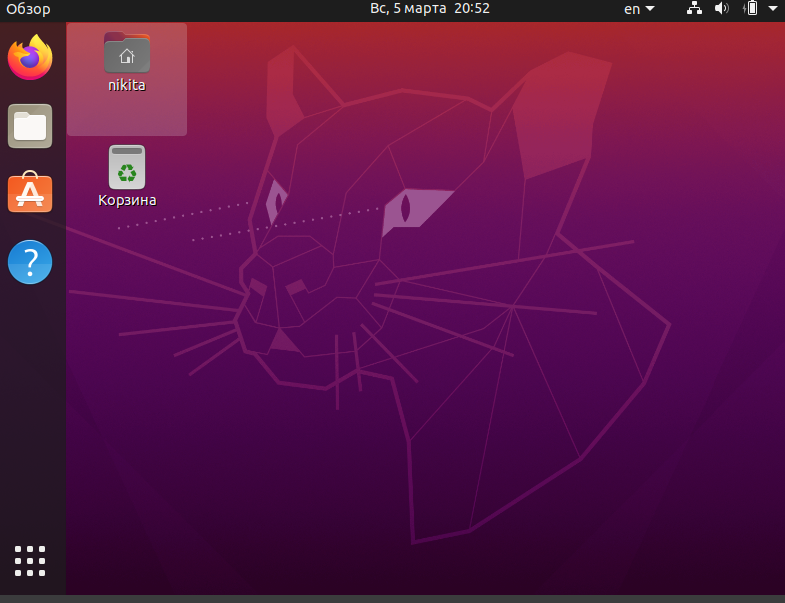 Обзор
Вс, 5 марта 20:52
en
nikita
Корзина